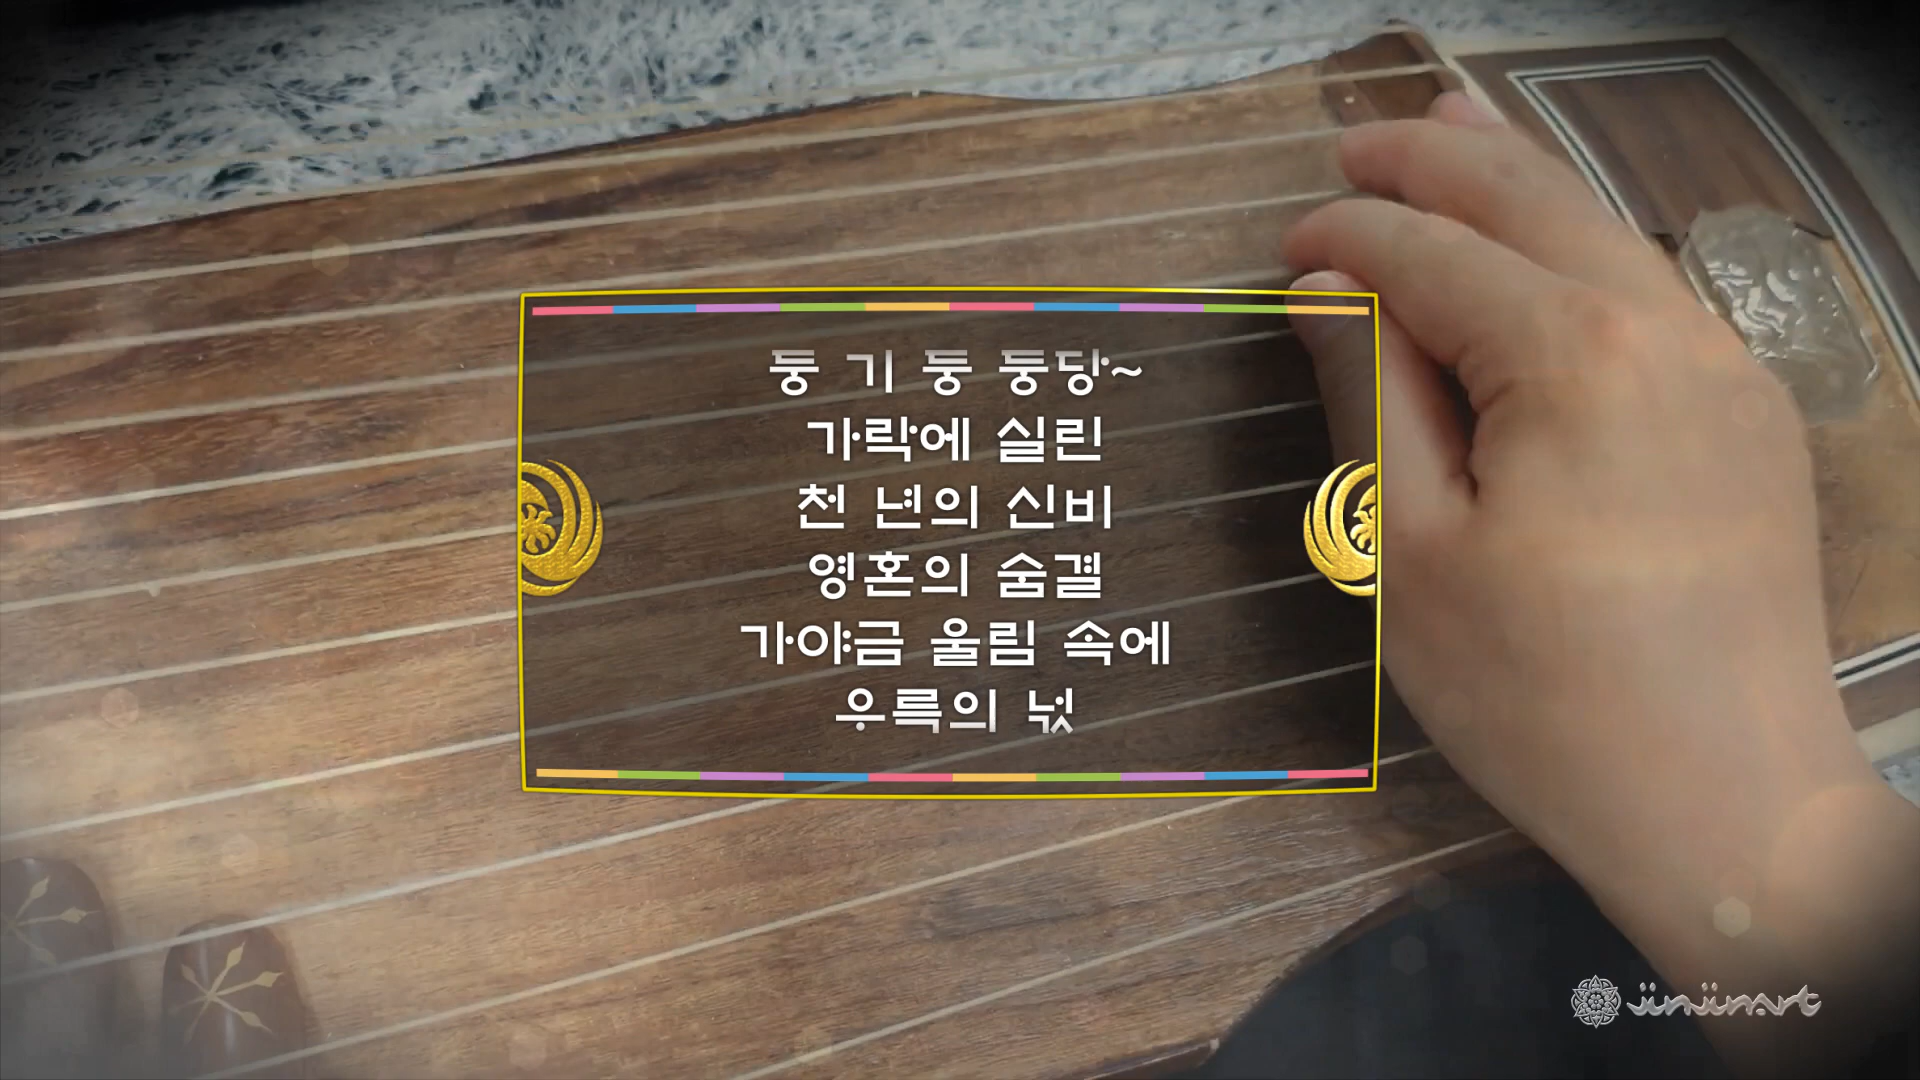 둥 기 둥 둥당~
가락에 실린
천 년의 신비
영혼의 숨결
가야금 울림 속에
우륵의 넋
jinjinart